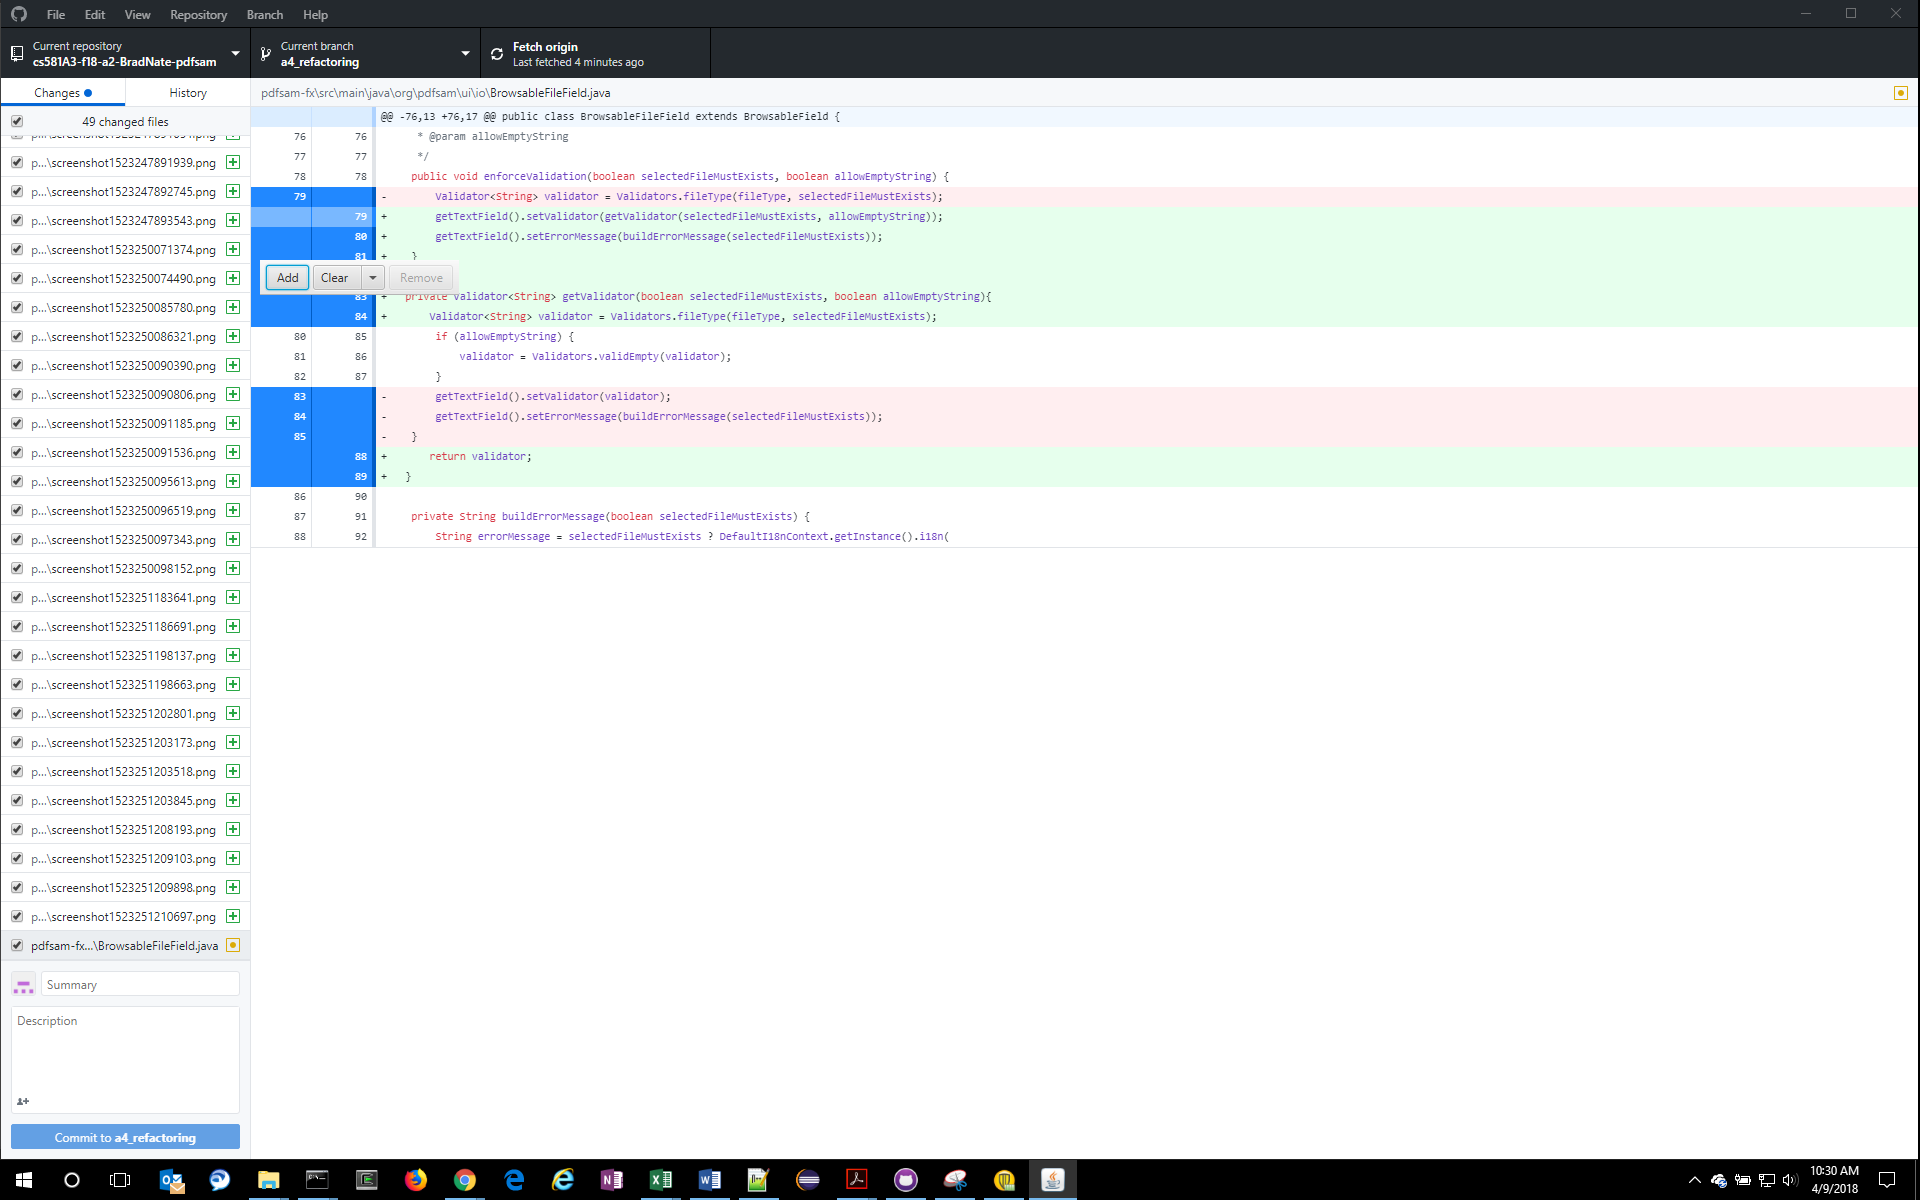 File Edit View Repository Branch Help
Current repository
cs581A3-f18-a2-BradNate-pdfsam
Current branch
a4_refactoring
Fetch origin
Last fetched 4 minutes ago
Changes History
49 changed files
p...\screenshot1523247891939.png
p...\screenshot1523247892745.png
p...\screenshot1523247893543.png
p...\screenshot1523250071374.png
p...\screenshot1523250074490.png
p...\screenshot1523250085780.png
p...\screenshot1523250086321.png
p...\screenshot1523250090390.png
p...\screenshot1523250090806.png
p...\screenshot1523250091185.png
p...\screenshot1523250091536.png
p...\screenshot1523250095613.png
p...\screenshot1523250096519.png
p...\screenshot1523250097343.png
p...\screenshot1523250098152.png
p...\screenshot1523251183641.png
p...\screenshot1523251186691.png
p...\screenshot1523251198137.png
p...\screenshot1523251198663.png
p...\screenshot1523251202801.png
p...\screenshot1523251203173.png
p...\screenshot1523251203518.png
p...\screenshot1523251203845.png
p...\screenshot1523251208193.png
p...\screenshot1523251209103.png
p...\screenshot1523251209898.png
p...\screenshot1523251210697.png
pdfsam-fx...\BrowsableFileField.java
Summary
Description
Commit to a4_refactoring
pdfsam-fx\src\main\java\org\pdfsam\ui\io\BrowsableFileField.java
@@ -76,13 +76,17 @@ public class BrowsableFileField extends BrowsableField {
76 76 * @param allowEmptyString
77 77 */
78 78 public void enforceValidation(boolean selectedFileMustExists, boolean allowEmptyString) {
79 - Validator<String> validator = Validators.fileType(fileType, selectedFileMustExists);
79 + getTextField().setValidator(getValidator(selectedFileMustExists, allowEmptyString));
80 + getTextField().setErrorMessage(buildErrorMessage(selectedFileMustExists));
81 + }
Add Clear Remove
83 + private Validator<String> getValidator(boolean selectedFileMustExists, boolean allowEmptyString){
84 + Validator<String> validator = Validators.fileType(fileType, selectedFileMustExists);
80 85 if (allowEmptyString) {
81 86 validator = Validators.validEmpty(validator);
82 87 }
83 - getTextField().setValidator(validator);
84 - getTextField().setErrorMessage(buildErrorMessage(selectedFileMustExists));
85 - }
88 + return validator;
89 + }
86 90
87 91 private String buildErrorMessage(boolean selectedFileMustExists) {
88 92 String errorMessage = selectedFileMustExists ? DefaultI18nContext.getInstance().i18n(
10:30 AM
4/9/2018